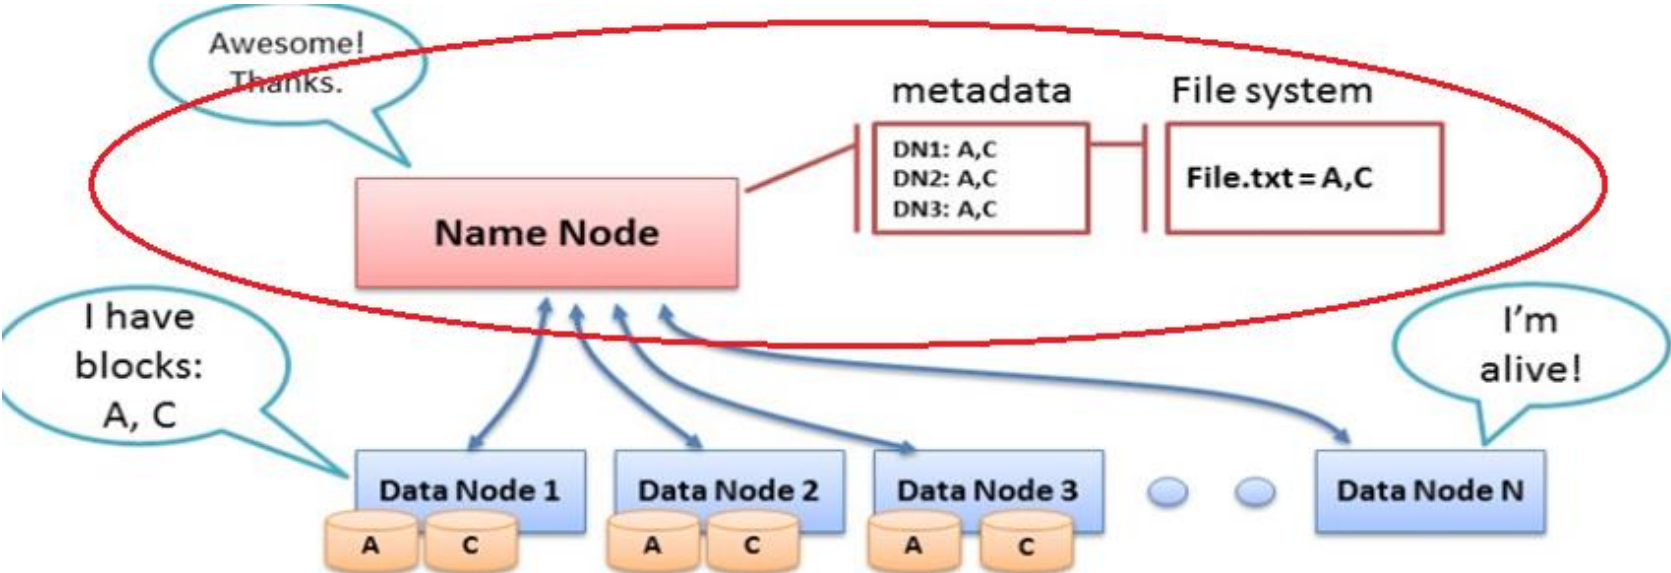 Awesome!
Thanks.
metadata
File system
DN1: A,C
DN2: A,C
DN3: A,C
File.txt = A,C
Name Node
I have
blocks:
A, C
I'm
alive!
Data Node 1
Data Node 2
Data Node 3
Data Node N
A
C
A
C
A
C